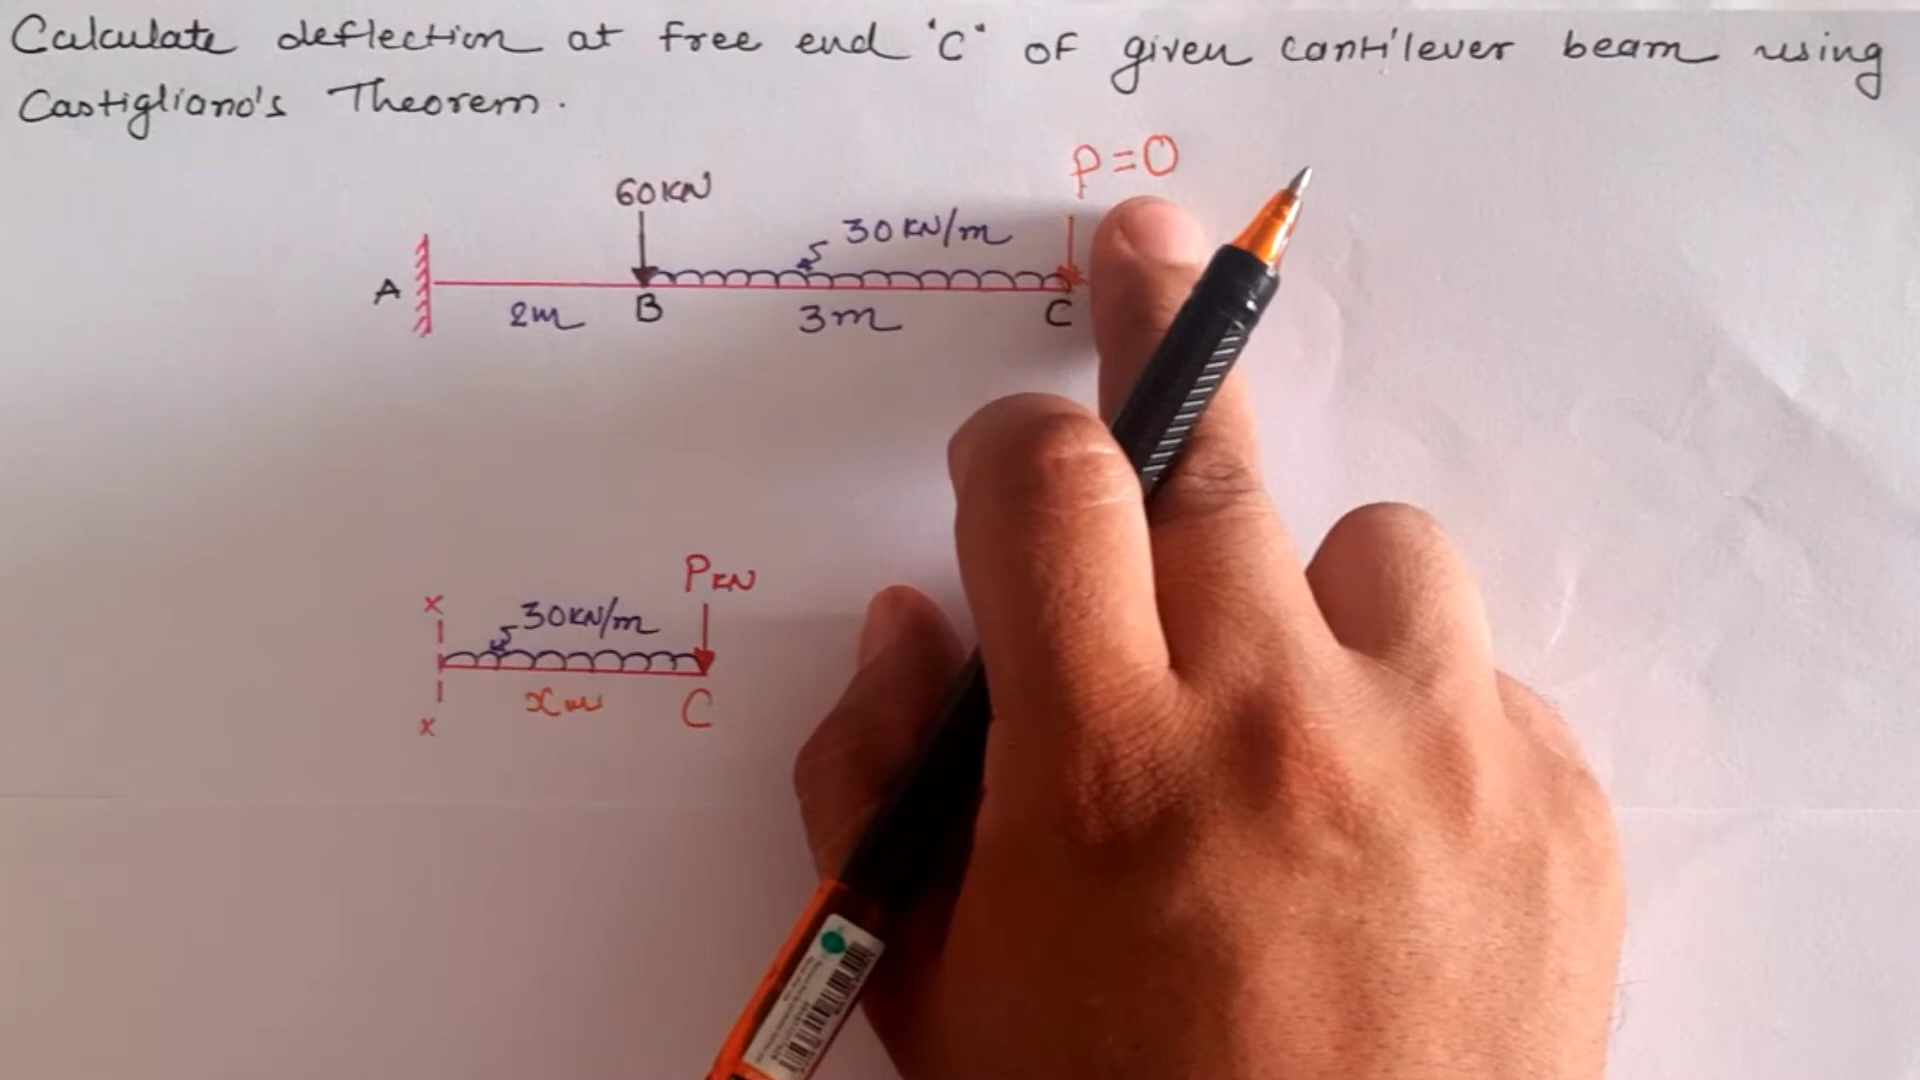 Calculate deflection at free end 'C' of given cantilever beam using
Castigliano's Theorem.
P=0
60KN
30 KN/m
A
2m
B
3m
C
PKN
x
30KN/m
xm
C
x